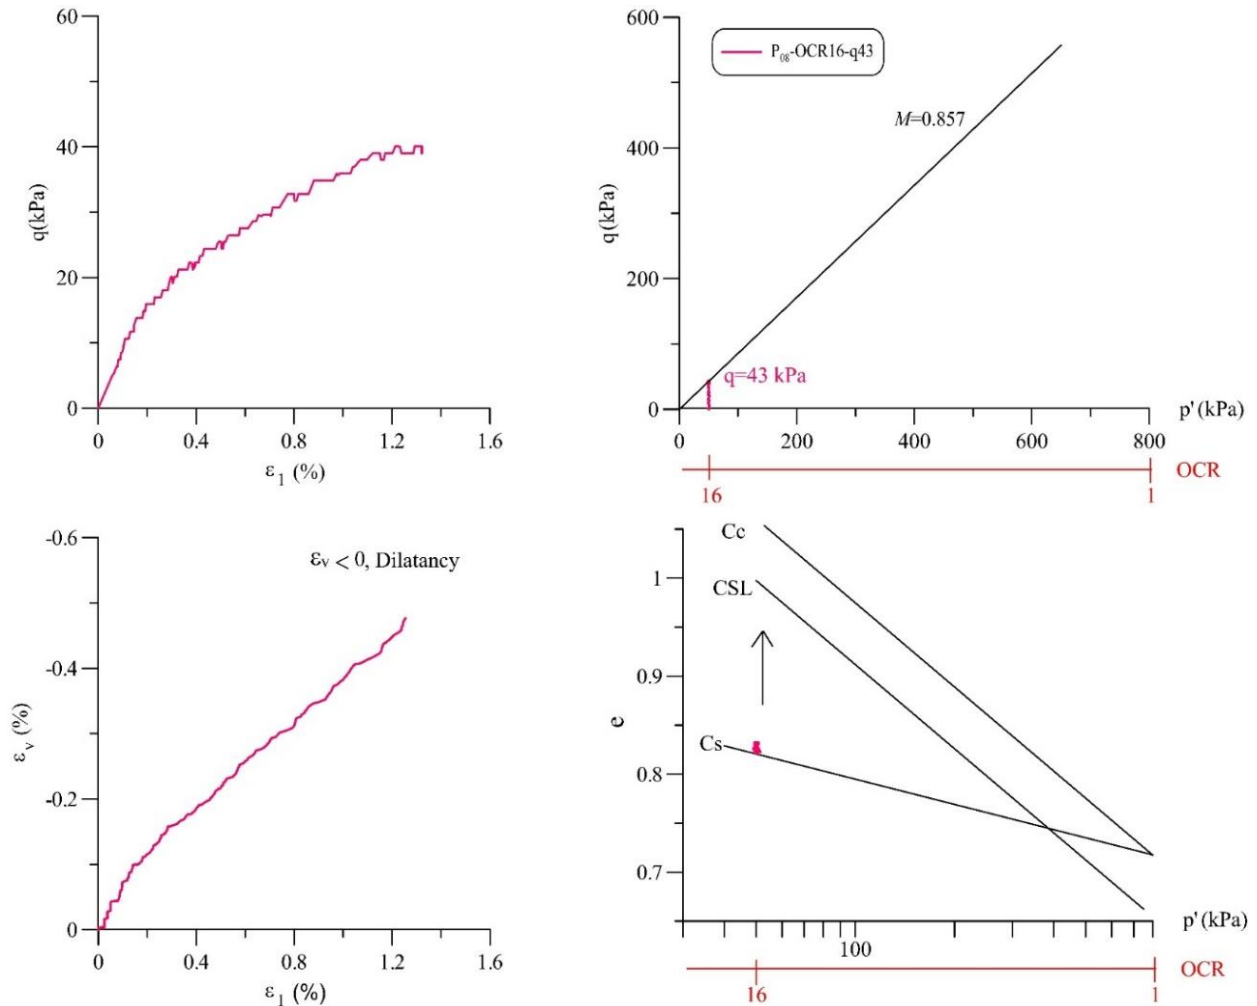 60
40
20
0
q(kPa)
0
0.4
0.8
1.2
1.6
ε₁ (%)
600
400
200
0
q(kPa)
P₀₈-OCR16-q43
M=0.857
q=43 kPa
0
200
400
600
800
p' (kPa)
16
1
OCR
-0.6
-0.4
-0.2
0
εᵥ (%)
εᵥ < 0, Dilatancy
0
0.4
0.8
1.2
1.6
ε₁ (%)
1
0.9
0.8
0.7
e
Cc
CSL
Cs
100
p' (kPa)
16
1
OCR